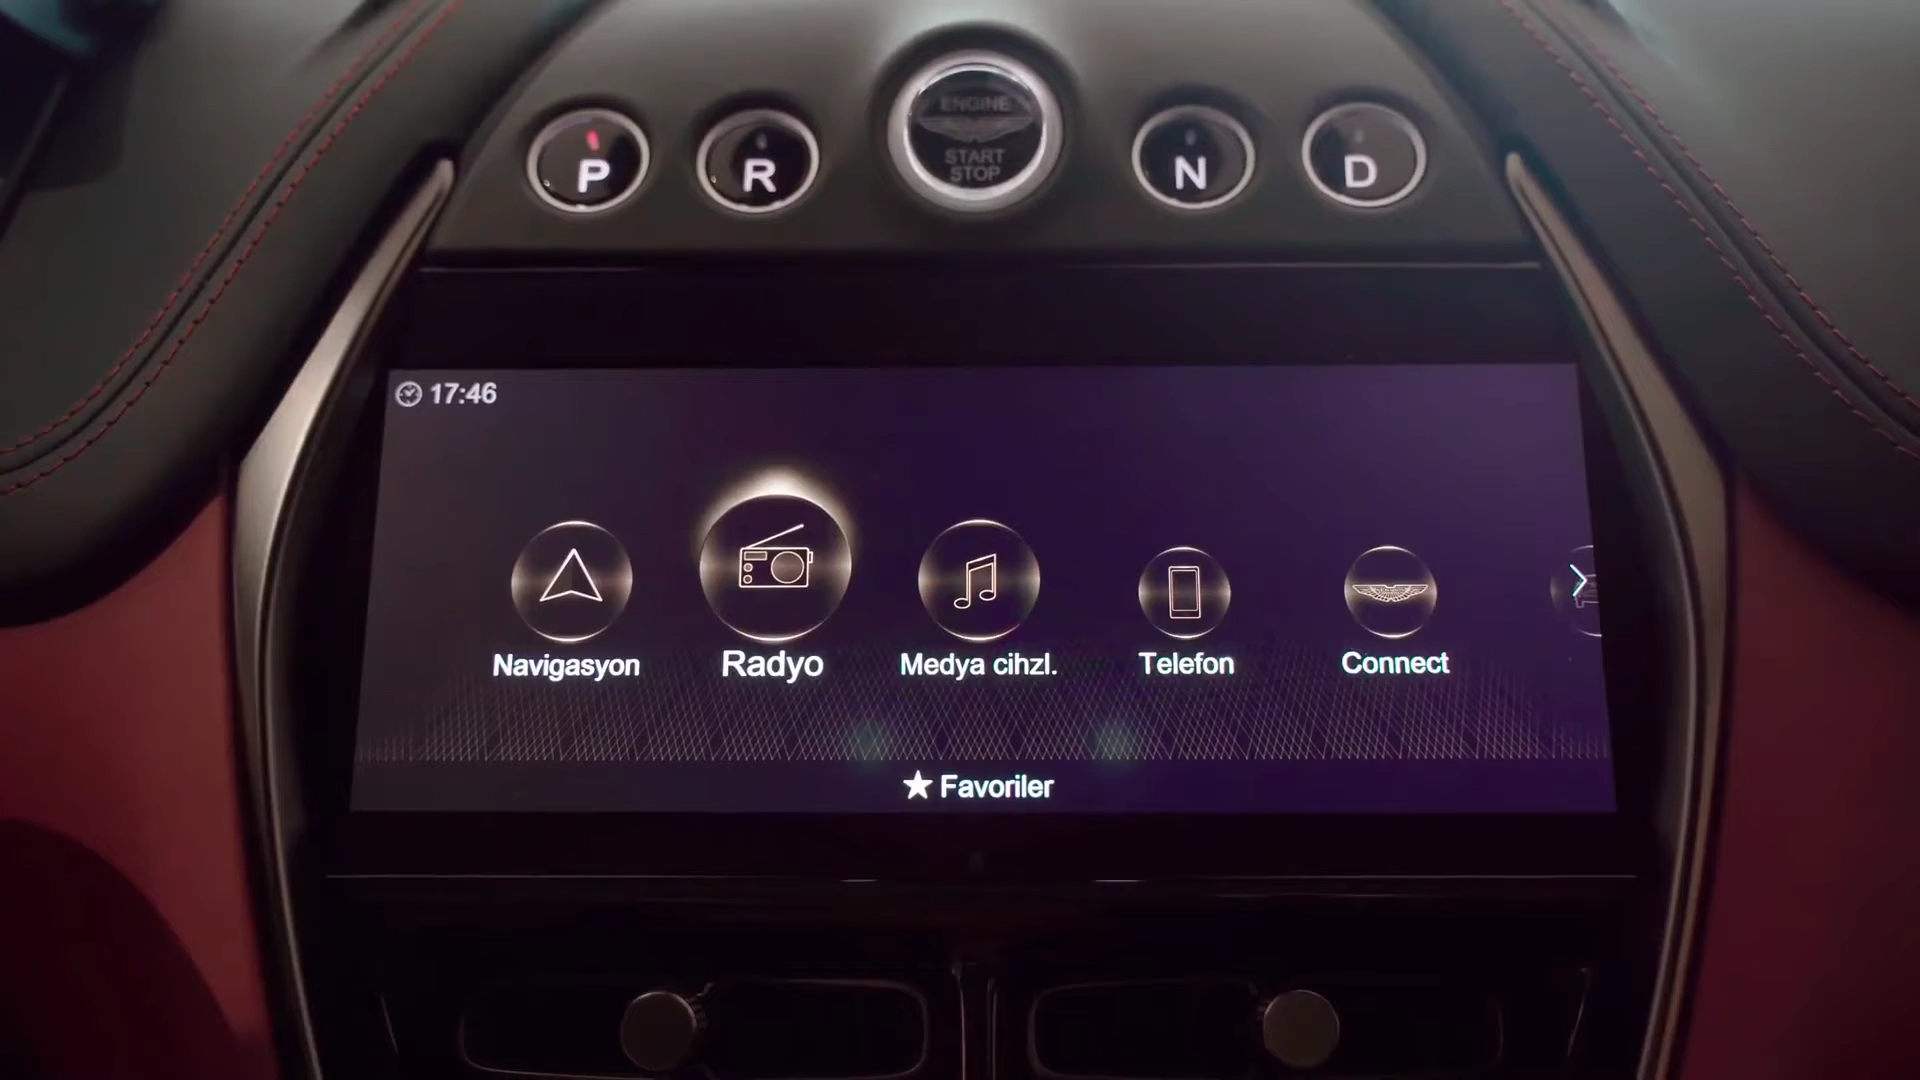 P
R
ENGINE
START
STOP
N
D
17:46
Navigasyon
Radyo
Medya cihzl.
Telefon
Connect
★ Favoriler